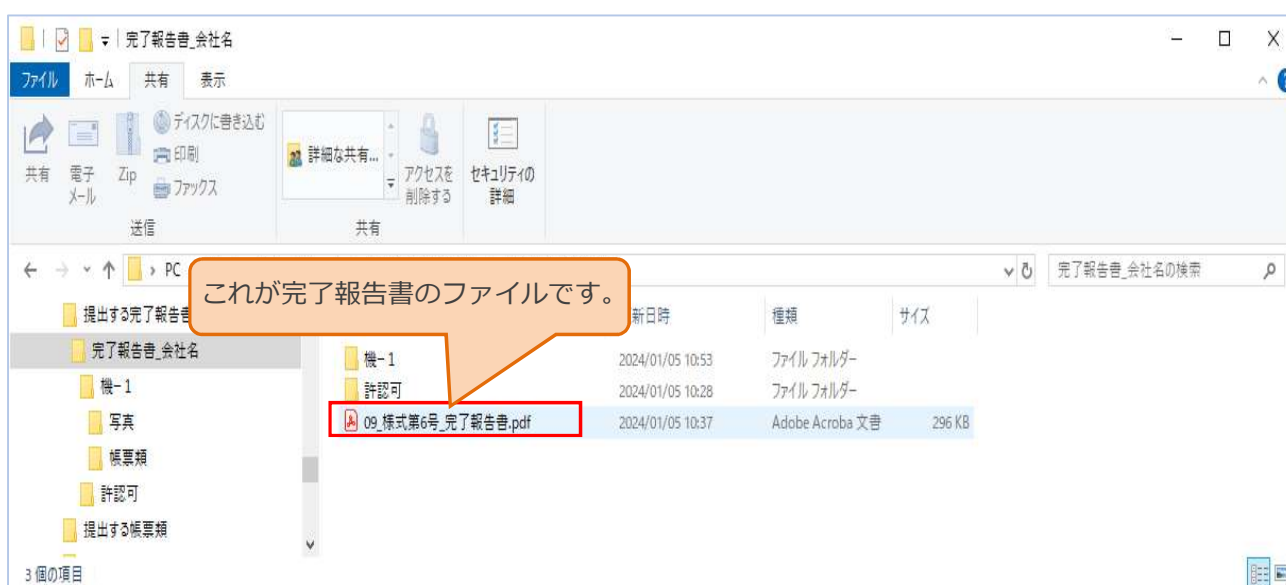 完了報告書_会社名
ファイル ホーム 共有 表示
共有
電子
メール
Zip
ディスクに書き込む
印刷
ファックス
送信
詳細な共有...
アクセスを
削除する
共有
セキュリティの
詳細
PC
完了報告書_会社名の検索
これが完了報告書のファイルです。
提出する完了報告書
完了報告書_会社名
機-1
写真
帳票類
許認可
提出する帳票類
新日時 種類 サイズ
機-1 2024/01/05 10:53 ファイル フォルダー
許認可 2024/01/05 10:28 ファイル フォルダー
09_様式第6号_完了報告書.pdf 2024/01/05 10:37 Adobe Acroba 文書 296 KB
3 個の項目